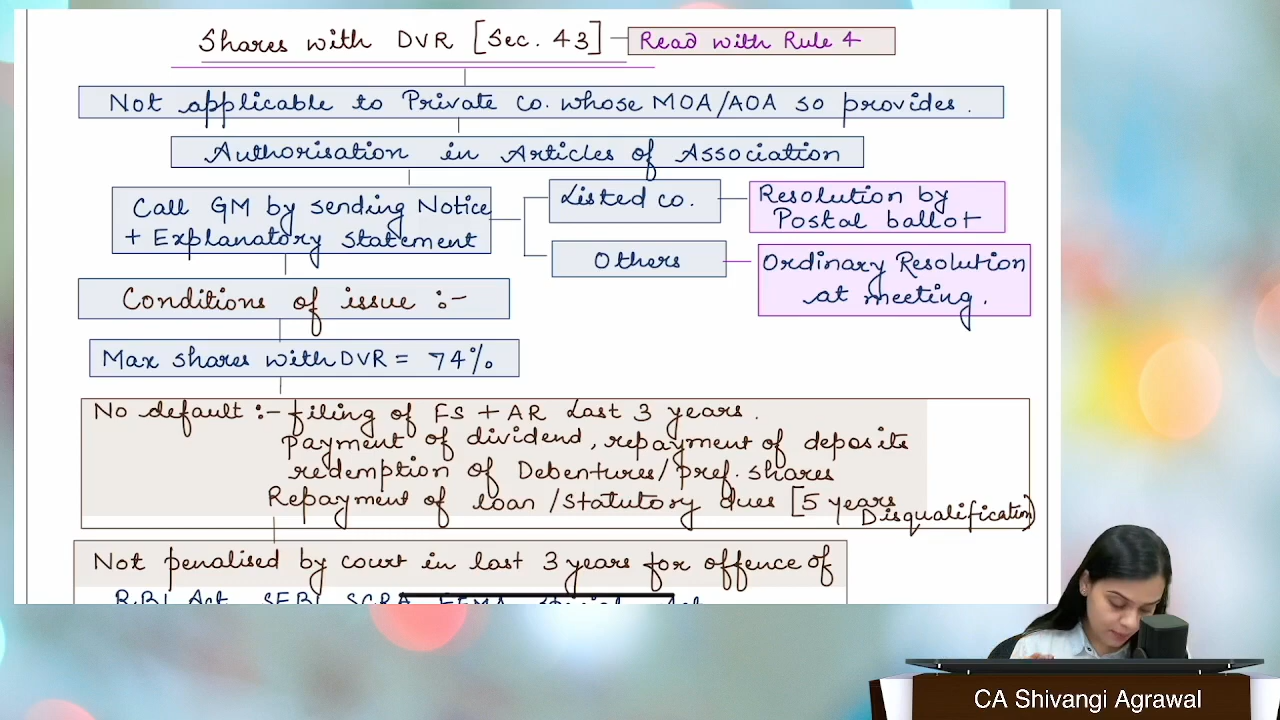 Shares with DVR [Sec. 43]
Read with Rule 4
Not applicable to Private co. whose MOA/AOA so provides.
Authorisation in Articles of Association
Call GM by sending Notice
+ Explanatory statement
Listed co.
Resolution by
Postal ballot
Others
Ordinary Resolution
at meeting.
Conditions of issue :-
Max shares with DVR = 74%
No default :- filing of FS + AR Last 3 years.
payment of dividend, repayment of deposits
redemption of Debentures/pref. shares
Repayment of loan/Statutory dues [5 years
Disqualification]
Not penalised by court in last 3 years for offence of
RBI Act, SEBI, SCRA
CA Shivangi Agrawal